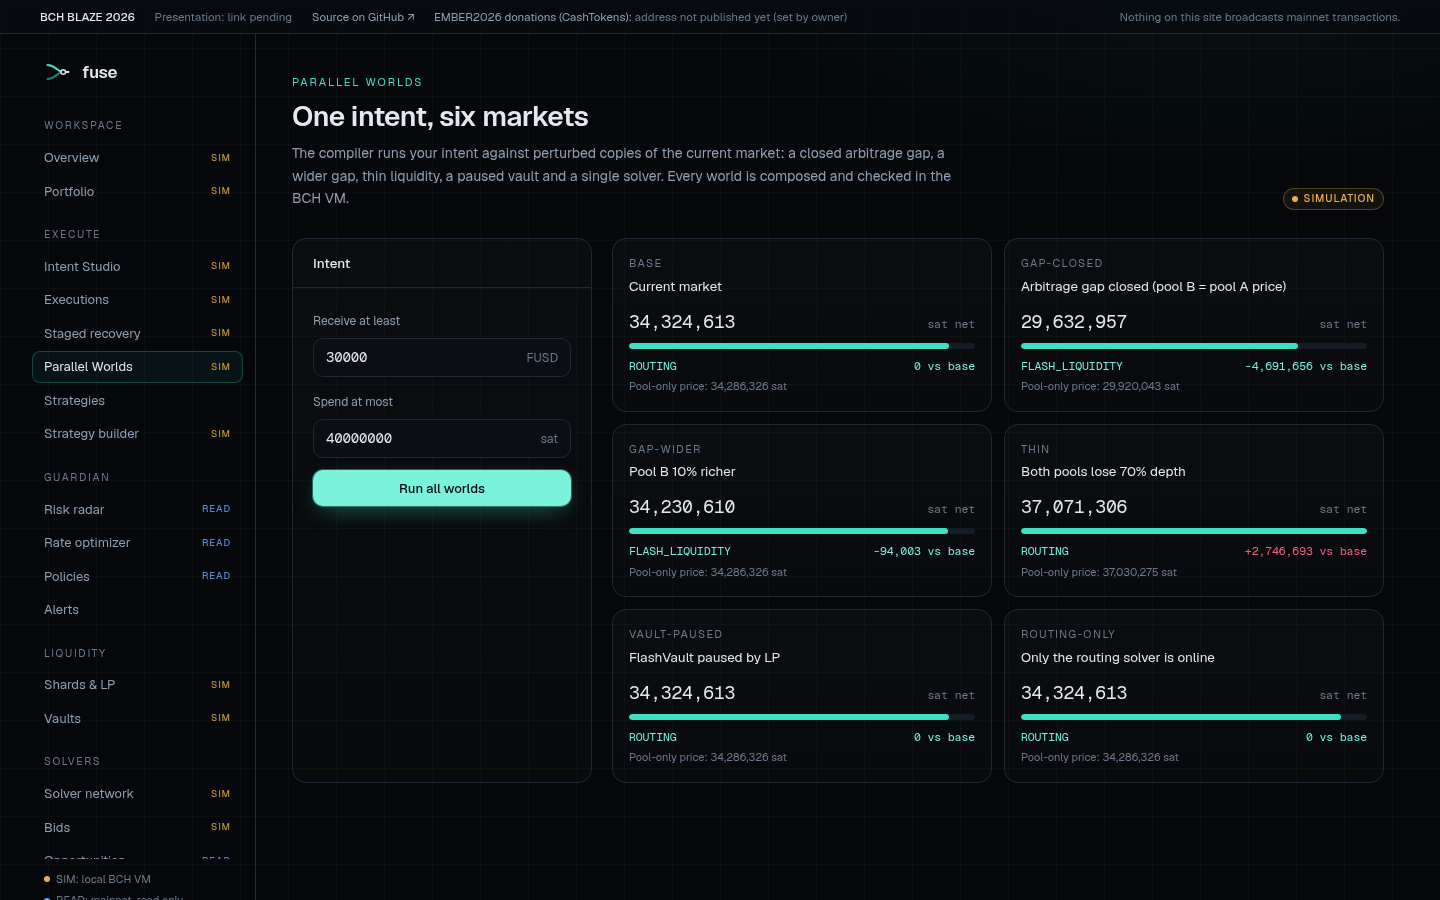 BCH BLAZE 2026
Presentation: link pending
Source on GitHub ↗
EMBER2026 donations (CashTokens): address not published yet (set by owner)
Nothing on this site broadcasts mainnet transactions.
fuse
WORKSPACE
Overview SIM
Portfolio SIM
EXECUTE
Intent Studio SIM
Executions SIM
Staged recovery SIM
Parallel Worlds SIM
Strategies
Strategy builder SIM
GUARDIAN
Risk radar READ
Rate optimizer READ
Policies READ
Alerts
LIQUIDITY
Shards & LP SIM
Vaults SIM
SOLVERS
Solver network SIM
Bids SIM
Opportunities READ
SIM: local BCH VM
READ: mainnet, read only
PARALLEL WORLDS
One intent, six markets
The compiler runs your intent against perturbed copies of the current market: a closed arbitrage gap, a
wider gap, thin liquidity, a paused vault and a single solver. Every world is composed and checked in the
BCH VM.
SIMULATION
Intent
Receive at least
30000 FUSD
Spend at most
40000000 sat
Run all worlds
BASE
Current market
34,324,613 sat net
ROUTING 0 vs base
Pool-only price: 34,286,326 sat
GAP-CLOSED
Arbitrage gap closed (pool B = pool A price)
29,632,957 sat net
FLASH_LIQUIDITY -4,691,656 vs base
Pool-only price: 29,920,043 sat
GAP-WIDER
Pool B 10% richer
34,230,610 sat net
FLASH_LIQUIDITY -94,003 vs base
Pool-only price: 34,286,326 sat
THIN
Both pools lose 70% depth
37,071,306 sat net
ROUTING +2,746,693 vs base
Pool-only price: 37,030,275 sat
VAULT-PAUSED
FlashVault paused by LP
34,324,613 sat net
ROUTING 0 vs base
Pool-only price: 34,286,326 sat
ROUTING-ONLY
Only the routing solver is online
34,324,613 sat net
ROUTING 0 vs base
Pool-only price: 34,286,326 sat